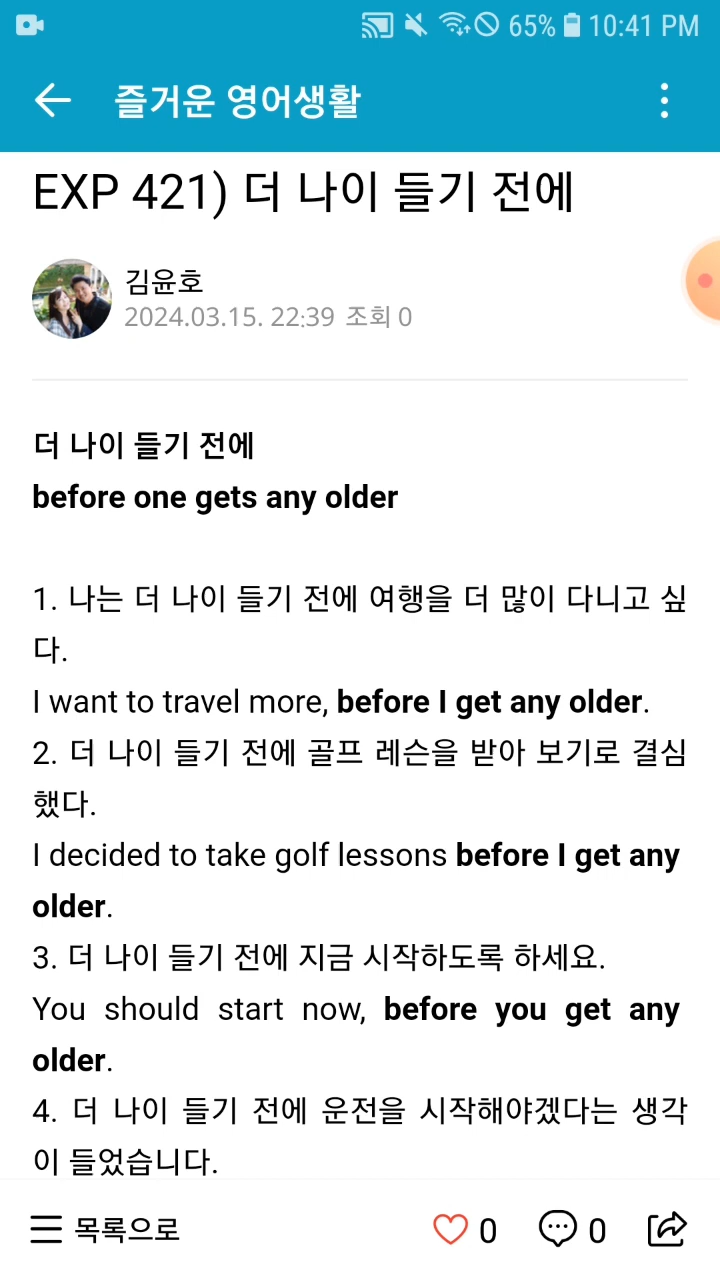 65% 10:41 PM
즐거운 영어생활
EXP 421) 더 나이 들기 전에
김윤호
2024.03.15. 22:39 조회 0
더 나이 들기 전에
before one gets any older
1. 나는 더 나이 들기 전에 여행을 더 많이 다니고 싶
다.
I want to travel more, before I get any older.
2. 더 나이 들기 전에 골프 레슨을 받아 보기로 결심
했다.
I decided to take golf lessons before I get any
older.
3. 더 나이 들기 전에 지금 시작하도록 하세요.
You should start now, before you get any
older.
4. 더 나이 들기 전에 운전을 시작해야겠다는 생각
이 들었습니다.
목록으로 0 0